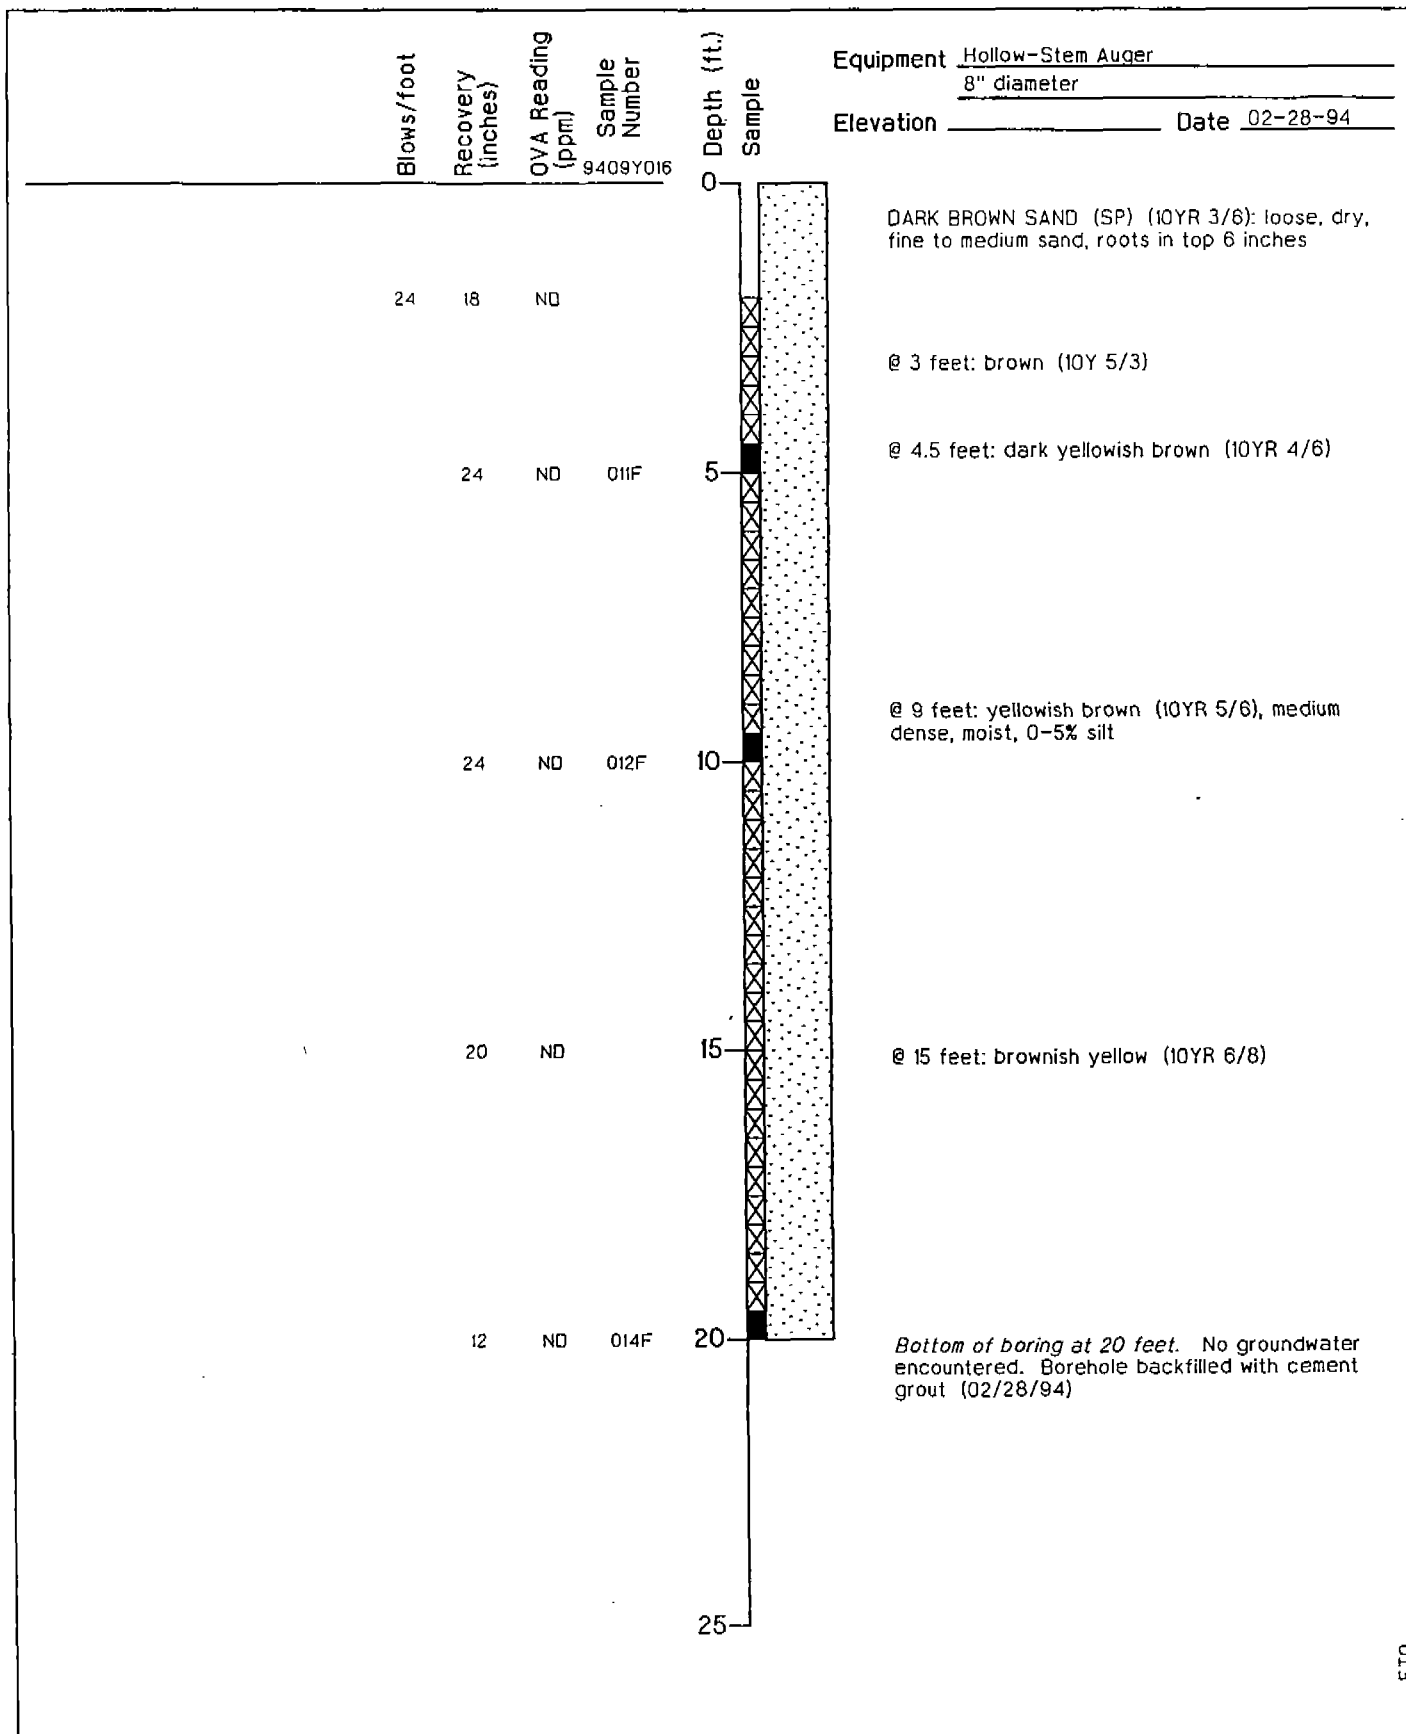 Blows/foot
Recovery
(inches)
OVA Reading
(ppm)
Sample
Number
9409Y016
Depth (ft.)
Sample
Equipment Hollow-Stem Auger
8" diameter
Elevation Date 02-28-94
0
DARK BROWN SAND (SP) (10YR 3/6): loose, dry,
fine to medium sand, roots in top 6 inches
24 18 ND
@ 3 feet: brown (10Y 5/3)
@ 4.5 feet: dark yellowish brown (10YR 4/6)
24 ND 011F 5
@ 9 feet: yellowish brown (10YR 5/6), medium
dense, moist, 0-5% silt
24 ND 012F 10
20 ND 15 @ 15 feet: brownish yellow (10YR 6/8)
12 ND 014F 20
Bottom of boring at 20 feet. No groundwater
encountered. Borehole backfilled with cement
grout (02/28/94)
25